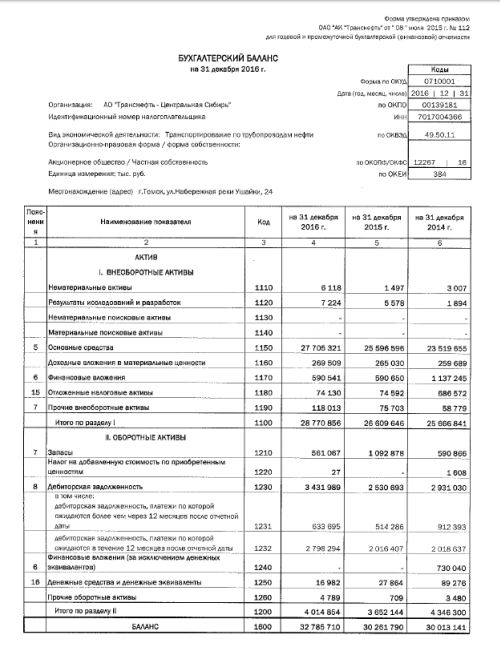 Форма утверждена приказом
ОАО "АК "Транснефть" от " 08 " июля 2015 г. № 112
для годовой и промежуточной бухгалтерской (финансовой) отчетности
БУХГАЛТЕРСКИЙ БАЛАНС
на 31 декабря 2016 г.
Коды
Форма по ОКУД 0710001
Дата (год, месяц, число) 2016 | 12 | 31
Организация: АО "Транснефть - Центральная Сибирь" по ОКПО 00139181
Идентификационный номер налогоплательщика ИНН 7017004366
Вид экономической деятельности: Транспортирование по трубопроводам нефти по ОКВЭД 49.50.11
Организационно-правовая форма / форма собственности:
Акционерное общество / Частная собственность по ОКОПФ/ОКФС 12267 | 16
Единица измерения: тыс. руб. по ОКЕИ 384
Местонахождение (адрес) г.Томск, ул.Набережная реки Ушайки, 24
Пояснения Наименование показателя Код на 31 декабря 2016 г. на 31 декабря 2015 г. на 31 декабря 2014 г.
1 2 3 4 5 6
АКТИВ
I. ВНЕОБОРОТНЫЕ АКТИВЫ
Нематериальные активы 1110 6 118 1 497 3 007
Результаты исследований и разработок 1120 7 224 5 578 1 894
Нематериальные поисковые активы 1130 - - -
Материальные поисковые активы 1140 - - -
5 Основные средства 1150 27 705 321 25 596 596 23 519 655
Доходные вложения в материальные ценности 1160 269 509 265 030 259 689
6 Финансовые вложения 1170 590 541 590 650 1 137 245
15 Отложенные налоговые активы 1180 74 130 74 592 686 572
7 Прочие внеоборотные активы 1190 118 013 75 703 58 779
Итого по разделу I 1100 28 770 856 26 609 646 25 666 841
II. ОБОРОТНЫЕ АКТИВЫ
7 Запасы 1210 561 067 1 092 878 590 866
Налог на добавленную стоимость по приобретенным
ценностям 1220 27 - 1 608
8 Дебиторская задолженность 1230 3 431 989 2 530 693 2 931 030
в том числе:
дебиторская задолженность, платежи по которой
ожидаются более чем через 12 месяцев после отчетной
даты 1231 633 695 514 286 912 393
дебиторская задолженность, платежи по которой
ожидаются в течение 12 месяцев после отчетной даты 1232 2 798 294 2 016 407 2 018 637
Финансовые вложения (за исключением денежных
6 эквивалентов) 1240 - - 730 040
16 Денежные средства и денежные эквиваленты 1250 16 982 27 864 89 276
Прочие оборотные активы 1260 4 789 709 3 480
Итого по разделу II 1200 4 014 854 3 652 144 4 346 300
БАЛАНС 1600 32 785 710 30 261 790 30 013 141